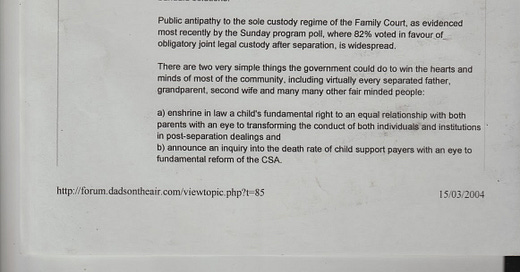 Public antipathy to the sole custody regime of the Family Court, as evidenced
most recently by the Sunday program poll, where 82% voted in favour of
obligatory joint legal custody after separation, is widespread.
There are two very simple things the government could do to win the hearts and
minds of most of the community, including virtually every separated father,
grandparent, second wife and many many other fair minded people:
a) enshrine in law a child's fundamental right to an equal relationship with both
parents with an eye to transforming the conduct of both individuals and institutions
in post-separation dealings and
b) announce an inquiry into the death rate of child support payers with an eye to
fundamental reform of the CSA.
http://forum.dadsontheair.com/viewtopic.php?t=85 15/03/2004